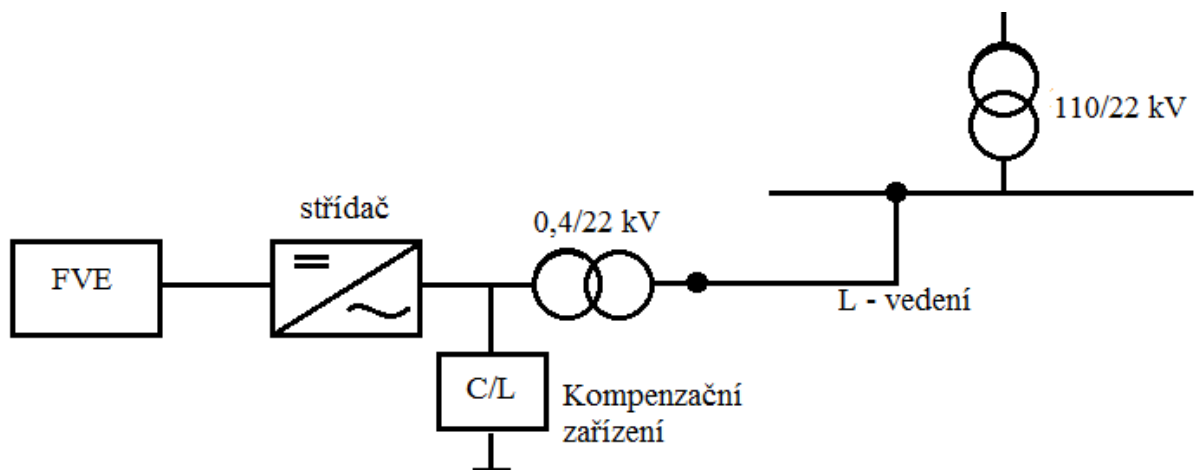 110/22 kV
střídač
0,4/22 kV
FVE
L - vedení
C/L
Kompenzační
zařízení